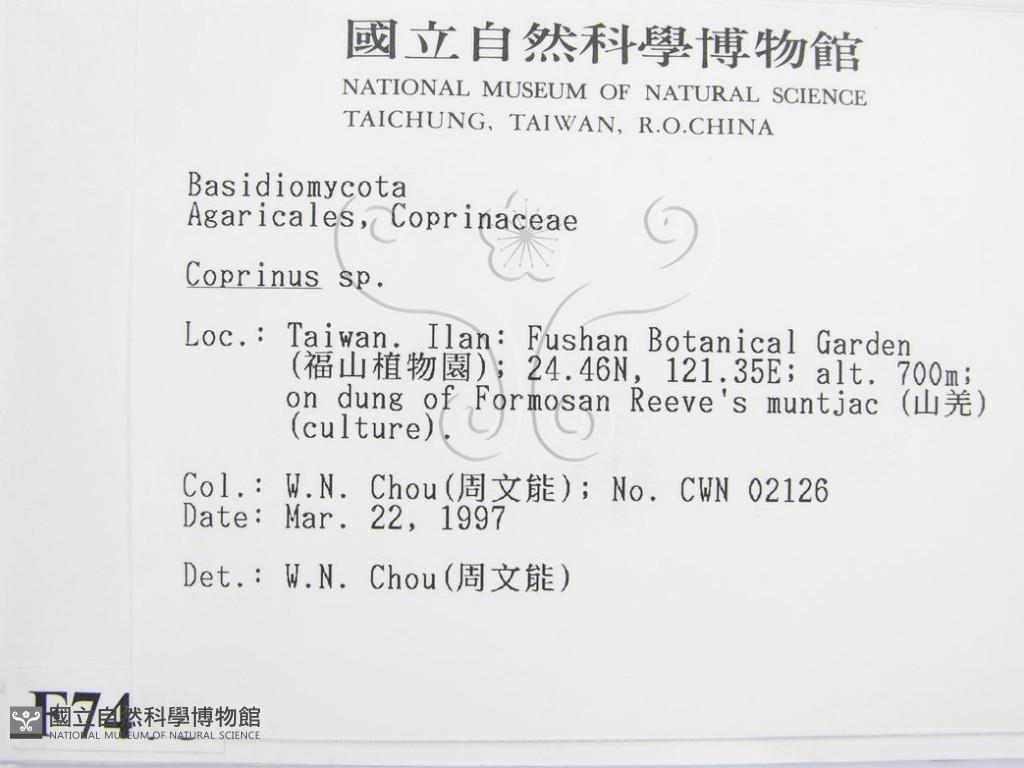 國立自然科學博物館
NATIONAL MUSEUM OF NATURAL SCIENCE
TAICHUNG, TAIWAN, R.O.CHINA
Basidiomycota
Agaricales, Coprinaceae
Coprinus sp.
Loc.: Taiwan. Ilan: Fushan Botanical Garden
(福山植物園); 24.46N, 121.35E; alt. 700m;
on dung of Formosan Reeve's muntjac (山羌)
(culture).
Col.: W.N. Chou(周文能); No. CWN 02126
Date: Mar. 22, 1997
Det.: W.N. Chou(周文能)
國立自然科學博物館
NATIONAL MUSEUM OF NATURAL SCIENCE